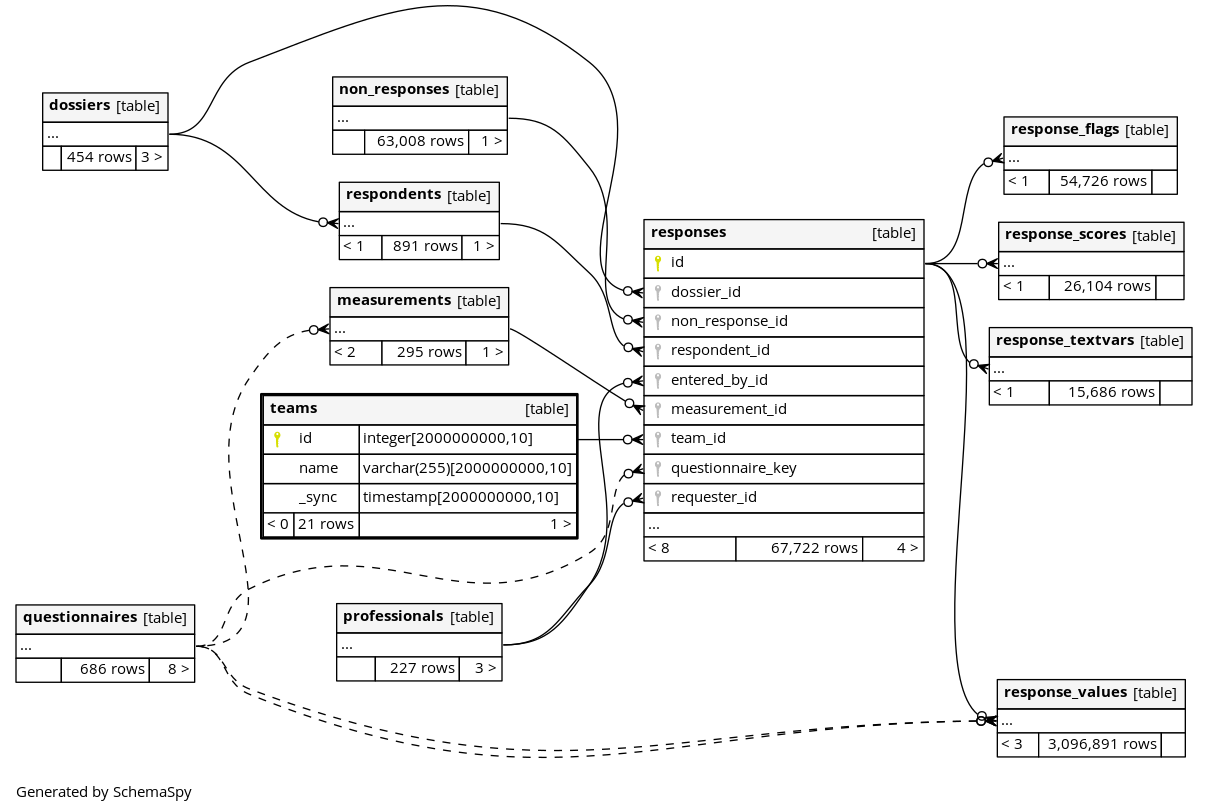 dossiers [table]
...
454 rows 3 >
non_responses [table]
...
63,008 rows 1 >
respondents [table]
...
< 1 891 rows 1 >
measurements [table]
...
< 2 295 rows 1 >
teams [table]
id integer[2000000000,10]
name varchar(255)[2000000000,10]
_sync timestamp[2000000000,10]
< 0 21 rows 1 >
questionnaires [table]
...
686 rows 8 >
professionals [table]
...
227 rows 3 >
responses [table]
id
dossier_id
non_response_id
respondent_id
entered_by_id
measurement_id
team_id
questionnaire_key
requester_id
...
< 8 67,722 rows 4 >
response_flags [table]
...
< 1 54,726 rows
response_scores [table]
...
< 1 26,104 rows
response_textvars [table]
...
< 1 15,686 rows
response_values [table]
...
< 3 3,096,891 rows
Generated by SchemaSpy